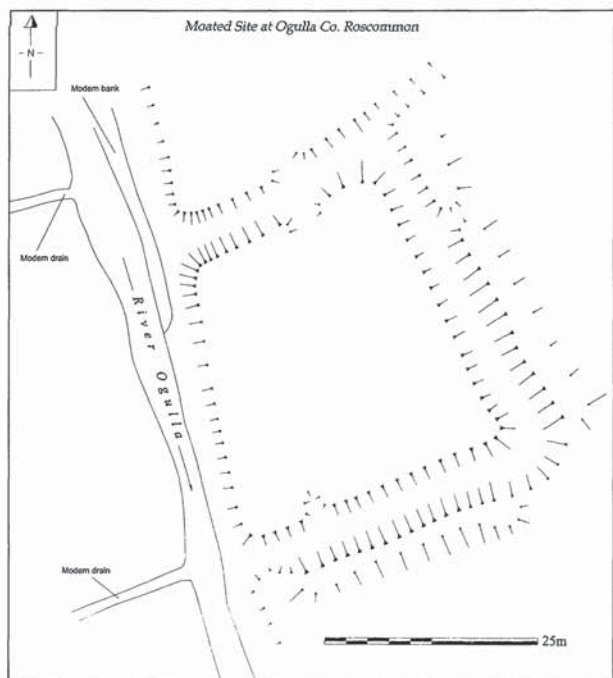 Moated Site at Ogulla Co. Roscommon
N
Modern bank
Modern drain
River Ogulla
Modern drain
25m